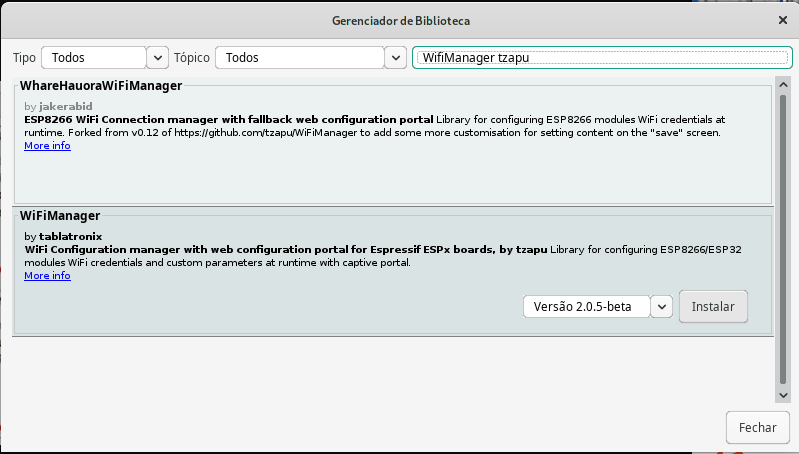 Gerenciador de Biblioteca
Tipo Todos Tópico Todos WifiManager tzapu
WhareHauoraWiFiManager
by jakerabid
ESP8266 WiFi Connection manager with fallback web configuration portal Library for configuring ESP8266 modules WiFi credentials at
runtime. Forked from v0.12 of https://github.com/tzapu/WiFiManager to add some more customisation for setting content on the "save" screen.
More info
WiFiManager
by tablatronix
WiFi Configuration manager with web configuration portal for Espressif ESPx boards, by tzapu Library for configuring ESP8266/ESP32
modules WiFi credentials and custom parameters at runtime with captive portal.
More info
Versão 2.0.5-beta Instalar
Fechar